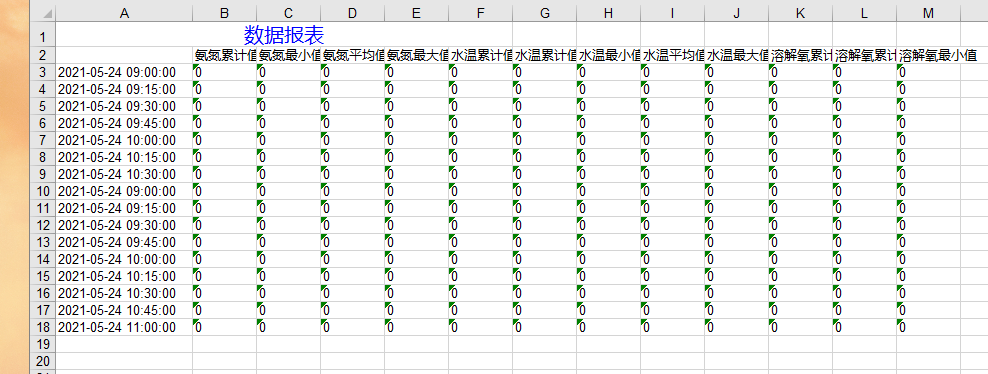 A B C D E F G H I J K L M
1 数据报表
2 氨氮累计值 氨氮最小值 氨氮平均值 氨氮最大值 水温累计值 水温累计值 水温最小值 水温平均值 水温最大值 溶解氧累计 溶解氧累计 溶解氧最小值
3 2021-05-24 09:00:00 0 0 0 0 0 0 0 0 0 0 0 0
4 2021-05-24 09:15:00 0 0 0 0 0 0 0 0 0 0 0 0
5 2021-05-24 09:30:00 0 0 0 0 0 0 0 0 0 0 0 0
6 2021-05-24 09:45:00 0 0 0 0 0 0 0 0 0 0 0 0
7 2021-05-24 10:00:00 0 0 0 0 0 0 0 0 0 0 0 0
8 2021-05-24 10:15:00 0 0 0 0 0 0 0 0 0 0 0 0
9 2021-05-24 10:30:00 0 0 0 0 0 0 0 0 0 0 0 0
10 2021-05-24 09:00:00 0 0 0 0 0 0 0 0 0 0 0 0
11 2021-05-24 09:15:00 0 0 0 0 0 0 0 0 0 0 0 0
12 2021-05-24 09:30:00 0 0 0 0 0 0 0 0 0 0 0 0
13 2021-05-24 09:45:00 0 0 0 0 0 0 0 0 0 0 0 0
14 2021-05-24 10:00:00 0 0 0 0 0 0 0 0 0 0 0 0
15 2021-05-24 10:15:00 0 0 0 0 0 0 0 0 0 0 0 0
16 2021-05-24 10:30:00 0 0 0 0 0 0 0 0 0 0 0 0
17 2021-05-24 10:45:00 0 0 0 0 0 0 0 0 0 0 0 0
18 2021-05-24 11:00:00 0 0 0 0 0 0 0 0 0 0 0 0
19
20